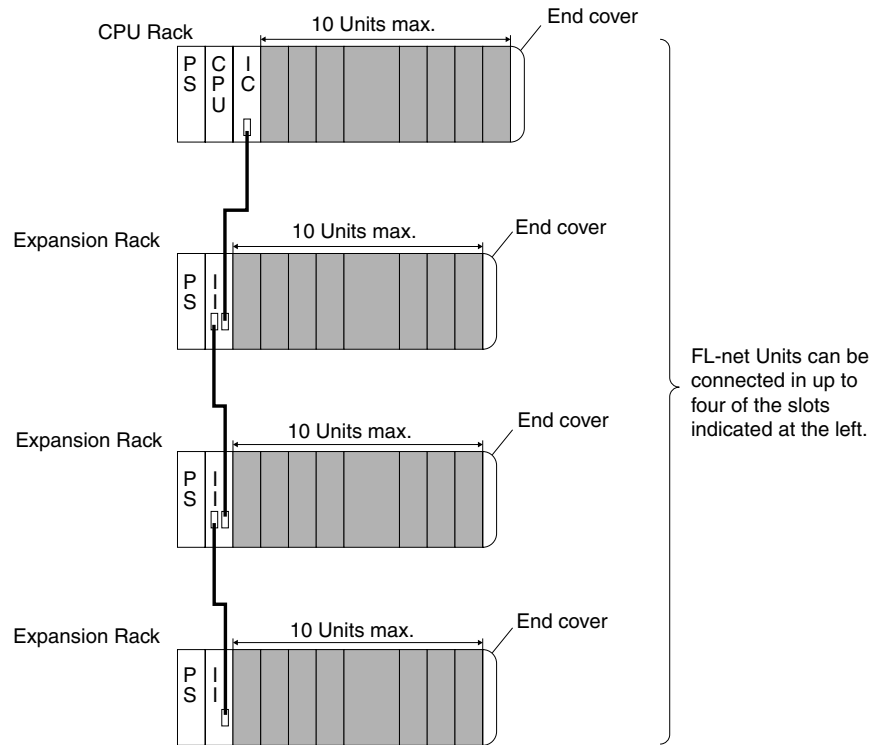 CPU Rack
10 Units max.
End cover
PS
CPU
IC
Expansion Rack
10 Units max.
End cover
PS
II
FL-net Units can be
connected in up to
four of the slots
indicated at the left.
Expansion Rack
10 Units max.
End cover
PS
II
Expansion Rack
10 Units max.
End cover
PS
II